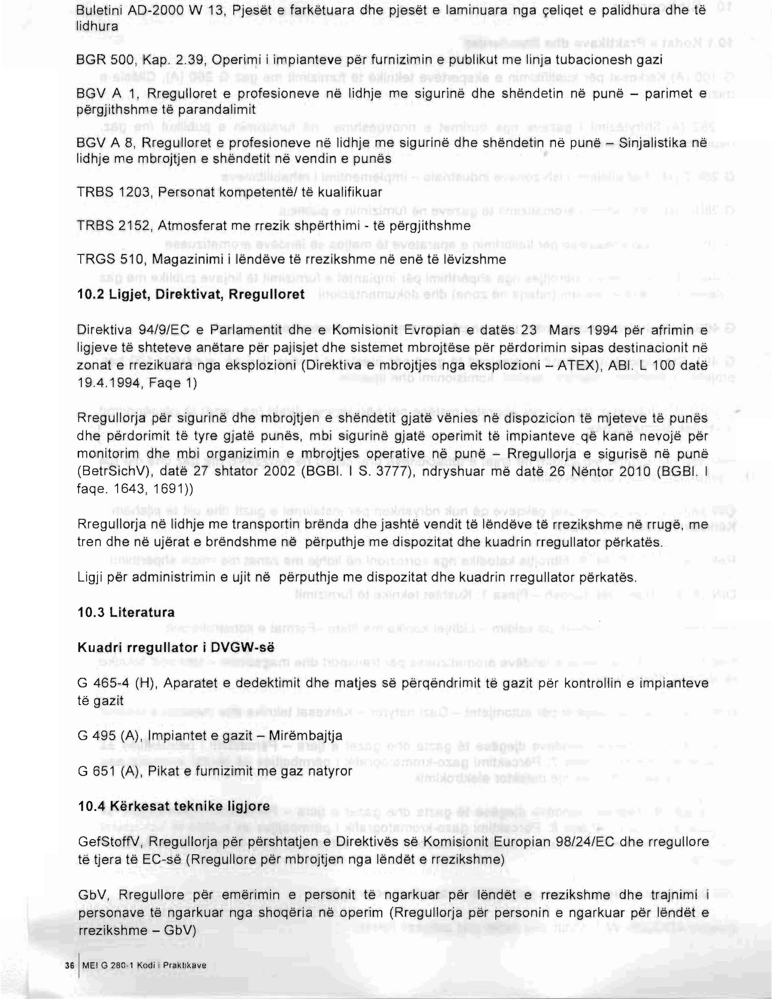 Buletini AD-2000 W 13, Pjesët e farkëtuara dhe pjesët e laminuara nga çeliqet e palidhura dhe të
lidhura
BGR 500, Kap. 2.39, Operimi i impianteve për furnizimin e publikut me linja tubacionesh gazi
BGV A 1, Rregulloret e profesioneve në lidhje me sigurinë dhe shëndetin në punë – parimet e
përgjithshme të parandalimit
BGV A 8, Rregulloret e profesioneve në lidhje me sigurinë dhe shëndetin në punë – Sinjalistika në
lidhje me mbrojtjen e shëndetit në vendin e punës
TRBS 1203, Personat kompetentë/ të kualifikuar
TRBS 2152, Atmosferat me rrezik shpërthimi - të përgjithshme
TRGS 510, Magazinimi i lëndëve të rrezikshme në enë të lëvizshme
10.2 Ligjet, Direktivat, Rregulloret
Direktiva 94/9/EC e Parlamentit dhe e Komisionit Evropian e datës 23 Mars 1994 për afrimin e
ligjeve të shteteve anëtare për pajisjet dhe sistemet mbrojtëse për përdorimin sipas destinacionit në
zonat e rrezikuara nga eksplozioni (Direktiva e mbrojtjes nga eksplozioni – ATEX), ABl. L 100 datë
19.4.1994, Faqe 1)
Rregullorja për sigurinë dhe mbrojtjen e shëndetit gjatë vënies në dispozicion të mjeteve të punës
dhe përdorimit të tyre gjatë punës, mbi sigurinë gjatë operimit të impianteve që kanë nevojë për
monitorim dhe mbi organizimin e mbrojtjes operative në punë – Rregullorja e sigurisë në punë
(BetrSichV), datë 27 shtator 2002 (BGBl. I S. 3777), ndryshuar më datë 26 Nëntor 2010 (BGBl. I
faqe. 1643, 1691))
Rregullorja në lidhje me transportin brënda dhe jashtë vendit të lëndëve të rrezikshme në rrugë, me
tren dhe në ujërat e brëndshme në përputhje me dispozitat dhe kuadrin rregullator përkatës.
Ligji për administrimin e ujit në përputhje me dispozitat dhe kuadrin rregullator përkatës.
10.3 Literatura
Kuadri rregullator i DVGW-së
G 465-4 (H), Aparatet e dedektimit dhe matjes së përqëndrimit të gazit për kontrollin e impianteve
të gazit
G 495 (A), Impiantet e gazit – Mirëmbajtja
G 651 (A), Pikat e furnizimit me gaz natyror
10.4 Kërkesat teknike ligjore
GefStoffV, Rregullorja për përshtatjen e Direktivës së Komisionit Europian 98/24/EC dhe rregullore
të tjera të EC-së (Rregullore për mbrojtjen nga lëndët e rrezikshme)
GbV, Rregullore për emërimin e personit të ngarkuar për lëndët e rrezikshme dhe trajnimi i
personave të ngarkuar nga shoqëria në operim (Rregullorja për personin e ngarkuar për lëndët e
rrezikshme – GbV)
36 MEI G 280-1 Kodi i Praktikave